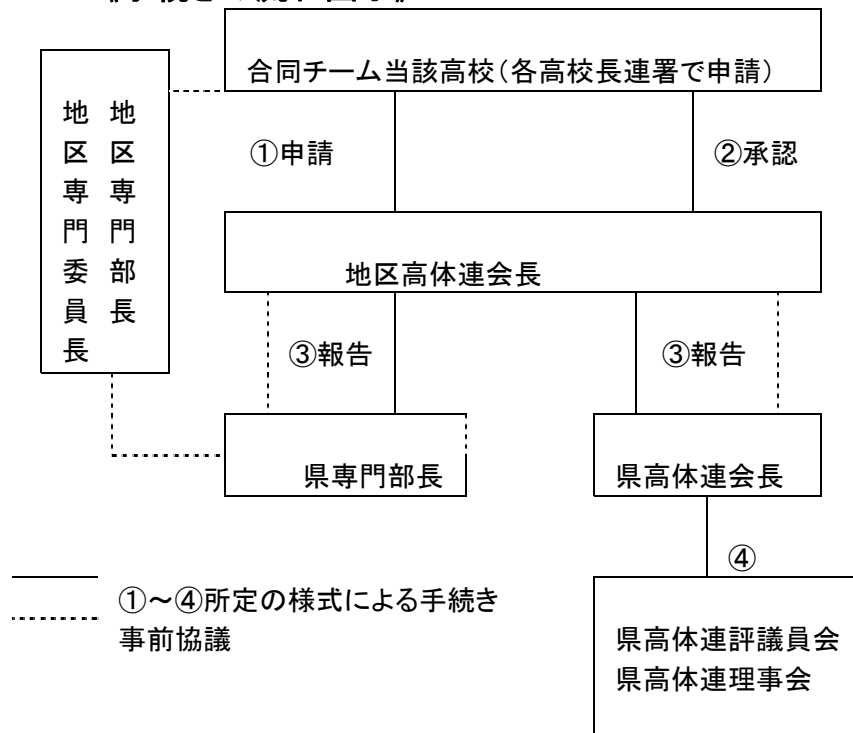 合同チーム当該高校（各高校長連署で申請）
地区専門部長
地区専門委員長
①申請
②承認
地区高体連会長
③報告
③報告
県専門部長
県高体連会長
④
①～④所定の様式による手続き
事前協議
県高体連評議員会
県高体連理事会